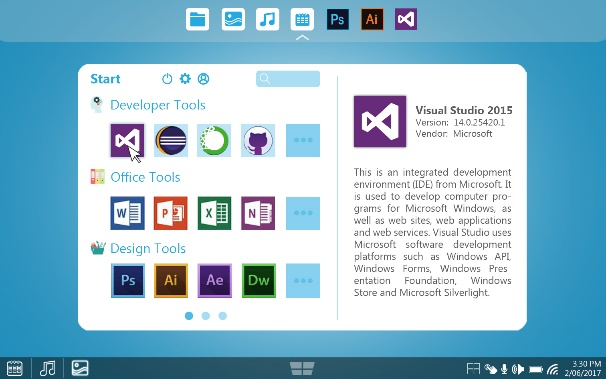 Ps
Ai
Start
Developer Tools
Office Tools
W
P
X
N
Design Tools
Ps
Ai
Ae
Dw
Visual Studio 2015
Version: 14.0.25420.1
Vendor: Microsoft
This is an integrated development
environment (IDE) from Microsoft. It
is used to develop computer pro-
grams for Microsoft Windows, as
well as web sites, web applications
and web services. Visual Studio uses
Microsoft software development
platforms such as Windows API,
Windows Forms, Windows Pres
entation Foundation, Windows
Store and Microsoft Silverlight.
3:30 PM
2/06/2017